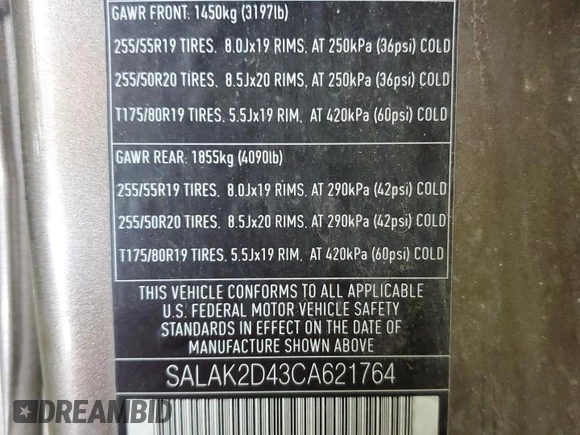 GAWR FRONT: 1450kg (3197lb)
255/55R19 TIRES. 8.0Jx19 RIMS, AT 250kPa (36psi) COLD
255/50R20 TIRES. 8.5Jx20 RIMS, AT 250kPa (36psi) COLD
T175/80R19 TIRES. 5.5Jx19 RIM, AT 420kPa (60psi) COLD
GAWR REAR: 1855kg (4090lb)
255/55R19 TIRES. 8.0Jx19 RIMS, AT 290kPa (42psi) COLD
255/50R20 TIRES. 8.5Jx20 RIMS, AT 290kPa (42psi) COLD
T175/80R19 TIRES. 5.5Jx19 RIM, AT 420kPa (60psi) COLD
THIS VEHICLE CONFORMS TO ALL APPLICABLE
U.S. FEDERAL MOTOR VEHICLE SAFETY
STANDARDS IN EFFECT ON THE DATE OF
MANUFACTURE SHOWN ABOVE
SALAK2D43CA621764
DREAMBID